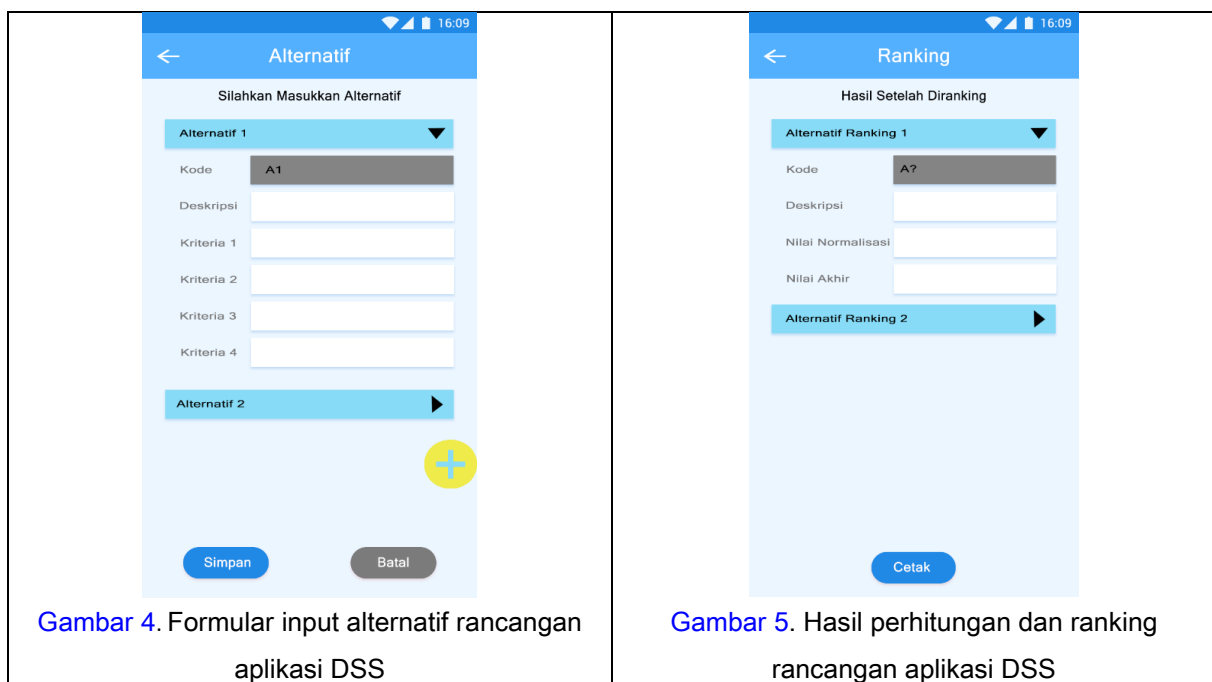 16:09
Alternatif
Silahkan Masukkan Alternatif
Alternatif 1
Kode A1
Deskripsi
Kriteria 1
Kriteria 2
Kriteria 3
Kriteria 4
Alternatif 2
Simpan Batal
Gambar 4. Formular input alternatif rancangan
aplikasi DSS
16:09
Ranking
Hasil Setelah Diranking
Alternatif Ranking 1
Kode A?
Deskripsi
Nilai Normalisasi
Nilai Akhir
Alternatif Ranking 2
Cetak
Gambar 5. Hasil perhitungan dan ranking
rancangan aplikasi DSS